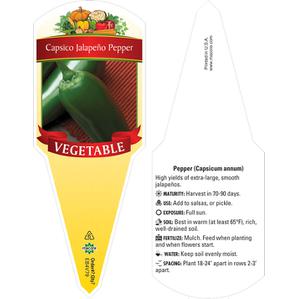 Capsico Jalapeño Pepper
VEGETABLE
Printed in U.S.A.
Pepper (Capsicum annum)
High yields of extra-large, smooth
jalapeños.
MATURITY: Harvest in 70-90 days.
USE: Add to salsas, or pickle.
EXPOSURE: Full sun.
SOIL: Best in warm (at least 65°F), rich,
well-drained soil.
FERTILIZE: Mulch. Feed when planting
and when flowers start.
WATER: Keep soil evenly moist.
SPACING: Plant 18-24" apart in rows 2-3'
apart.